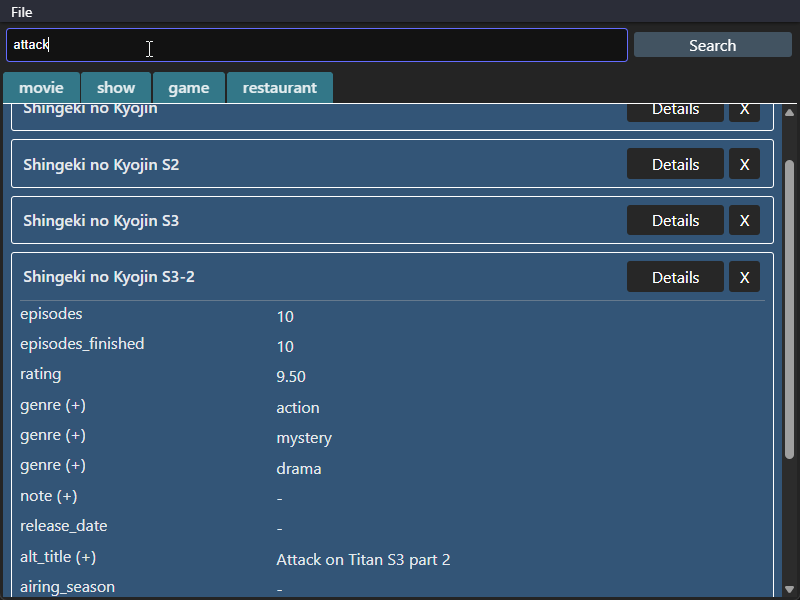 File
attack
Search
movie show game restaurant
Shingeki no Kyojin Details X
Shingeki no Kyojin S2 Details X
Shingeki no Kyojin S3 Details X
Shingeki no Kyojin S3-2 Details X
episodes 10
episodes_finished 10
rating 9.50
genre (+) action
genre (+) mystery
genre (+) drama
note (+) -
release_date -
alt_title (+) Attack on Titan S3 part 2
airing_season -